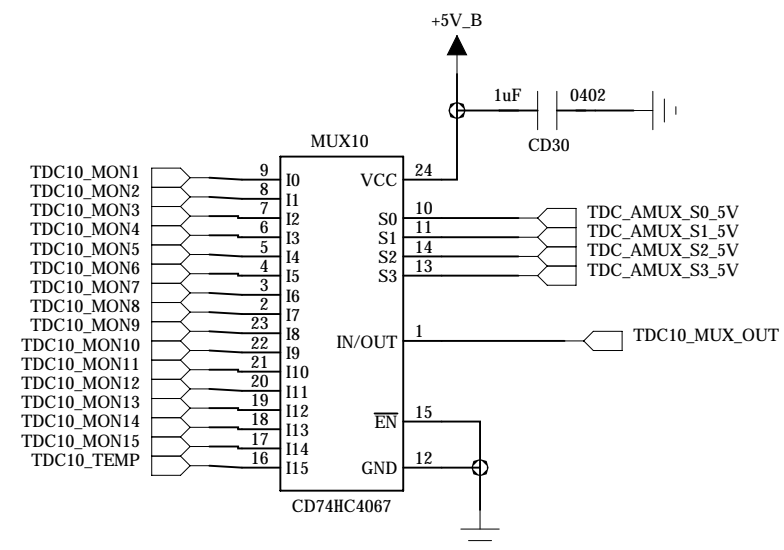 +5V_B
1uF 0402
CD30
MUX10
TDC10_MON1 9 I0 VCC 24
TDC10_MON2 8 I1
TDC10_MON3 7 I2 S0 10 TDC_AMUX_S0_5V
TDC10_MON4 6 I3 S1 11 TDC_AMUX_S1_5V
TDC10_MON5 5 I4 S2 14 TDC_AMUX_S2_5V
TDC10_MON6 4 I5 S3 13 TDC_AMUX_S3_5V
TDC10_MON7 3 I6
TDC10_MON8 2 I7
TDC10_MON9 23 I8
TDC10_MON10 22 I9 IN/OUT 1 TDC10_MUX_OUT
TDC10_MON11 21 I10
TDC10_MON12 20 I11
TDC10_MON13 19 I12
TDC10_MON14 18 I13 EN 15
TDC10_MON15 17 I14
TDC10_TEMP 16 I15 GND 12
CD74HC4067